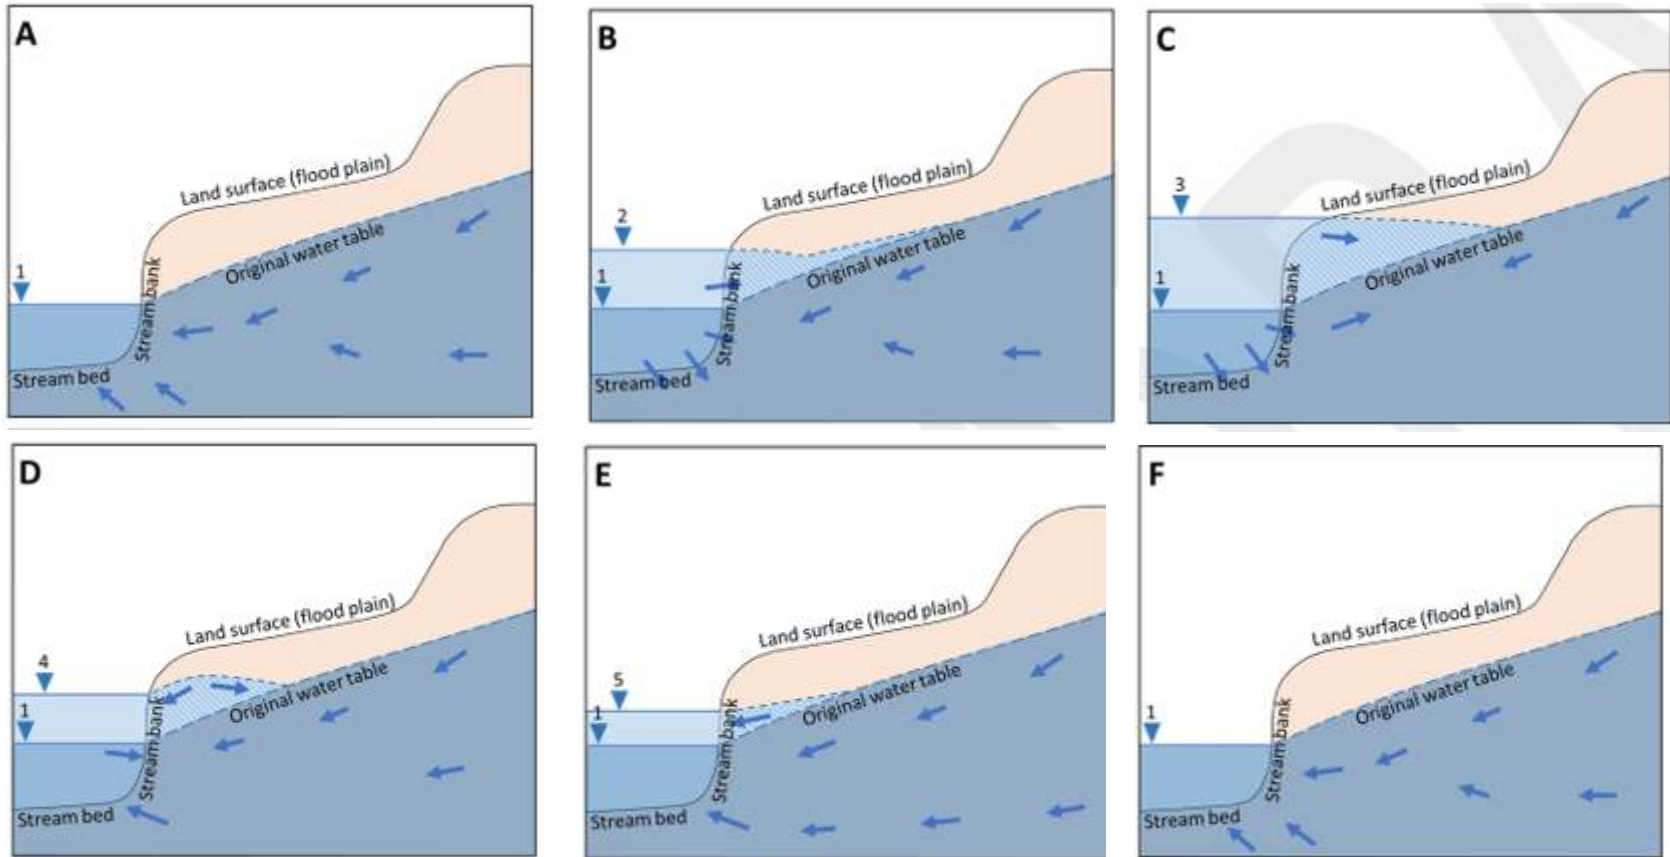 A
Land surface (flood plain)
1
Original water table
Stream bank
Stream bed
B
Land surface (flood plain)
2
1
Original water table
Stream bank
Stream bed
C
3
Land surface (flood plain)
1
Original water table
Stream bank
Stream bed
D
Land surface (flood plain)
4
1
Original water table
Stream bank
Stream bed
E
Land surface (flood plain)
5
1
Original water table
Stream bank
Stream bed
F
Land surface (flood plain)
1
Original water table
Stream bank
Stream bed